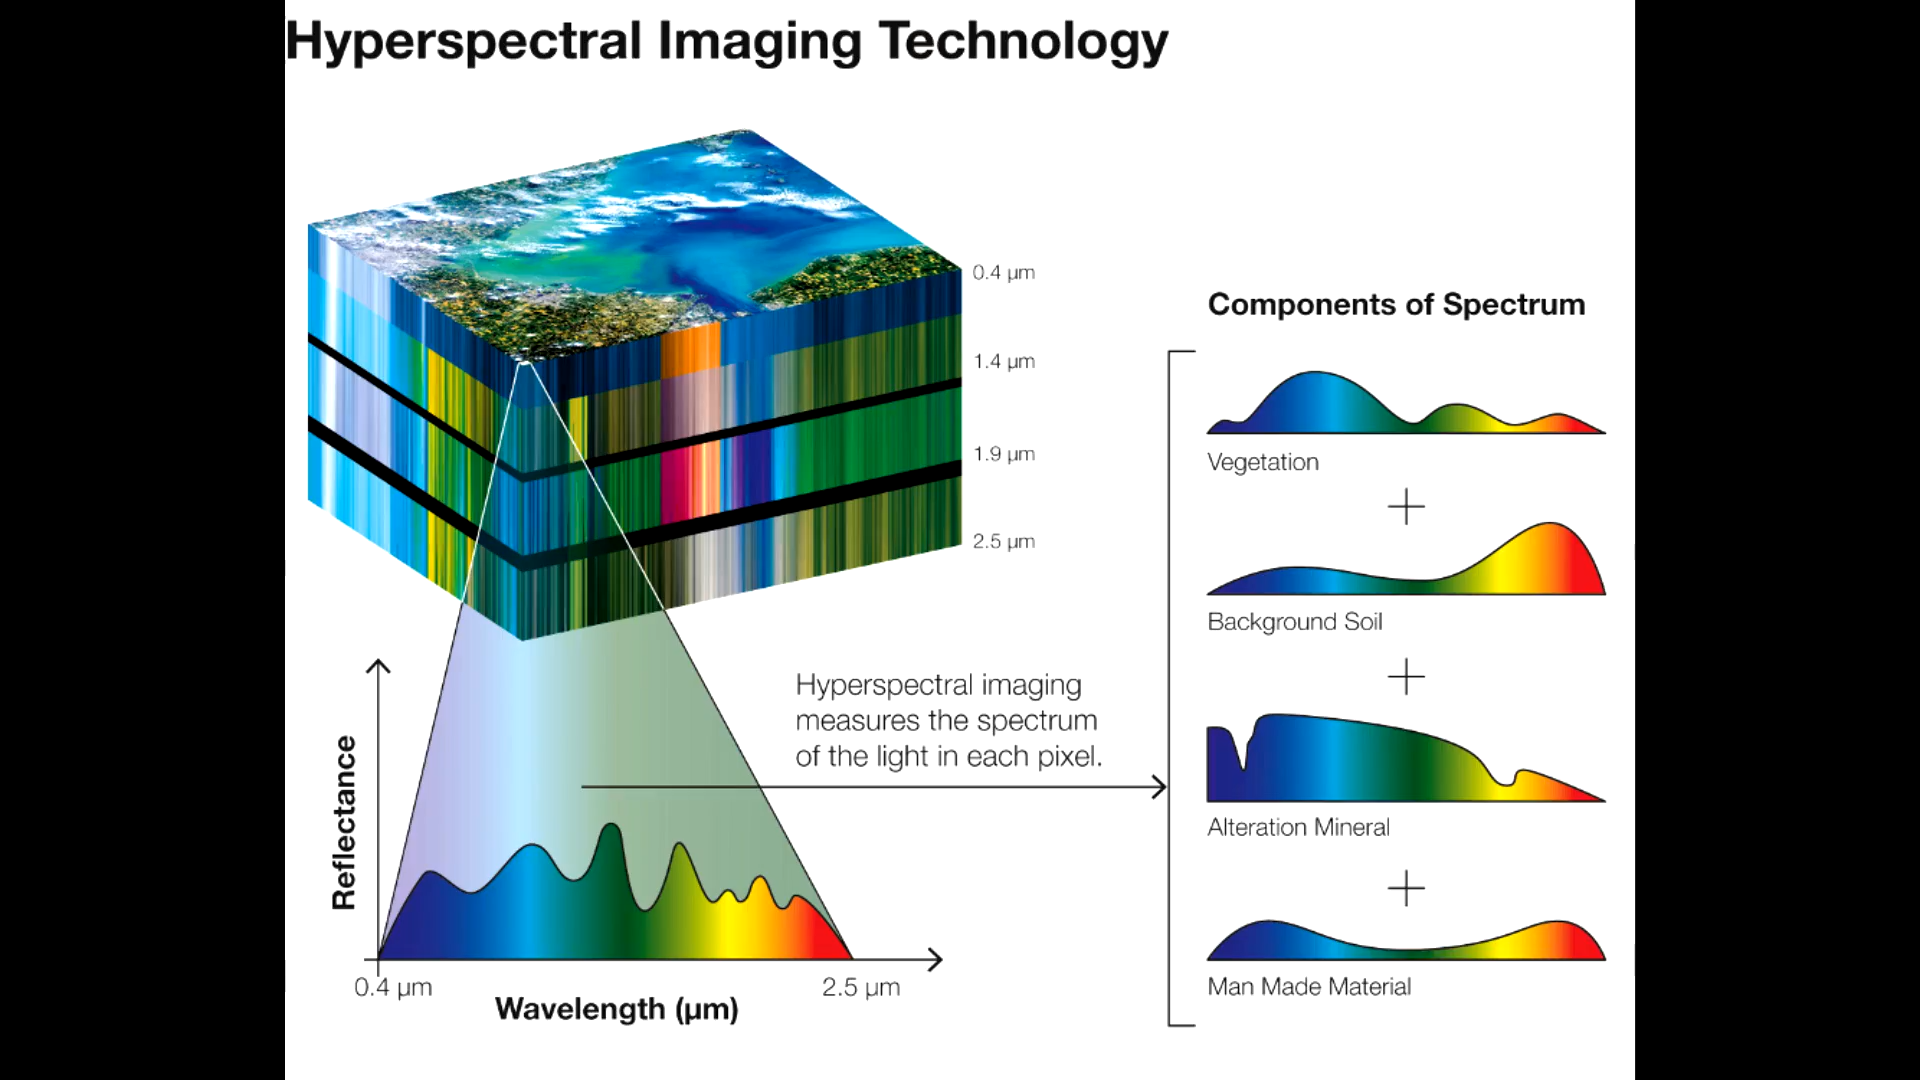 Hyperspectral Imaging Technology
0.4 µm
1.4 µm
1.9 µm
2.5 µm
Hyperspectral imaging
measures the spectrum
of the light in each pixel.
Reflectance
0.4 µm
2.5 µm
Wavelength (µm)
Components of Spectrum
Vegetation
+
Background Soil
+
Alteration Mineral
+
Man Made Material